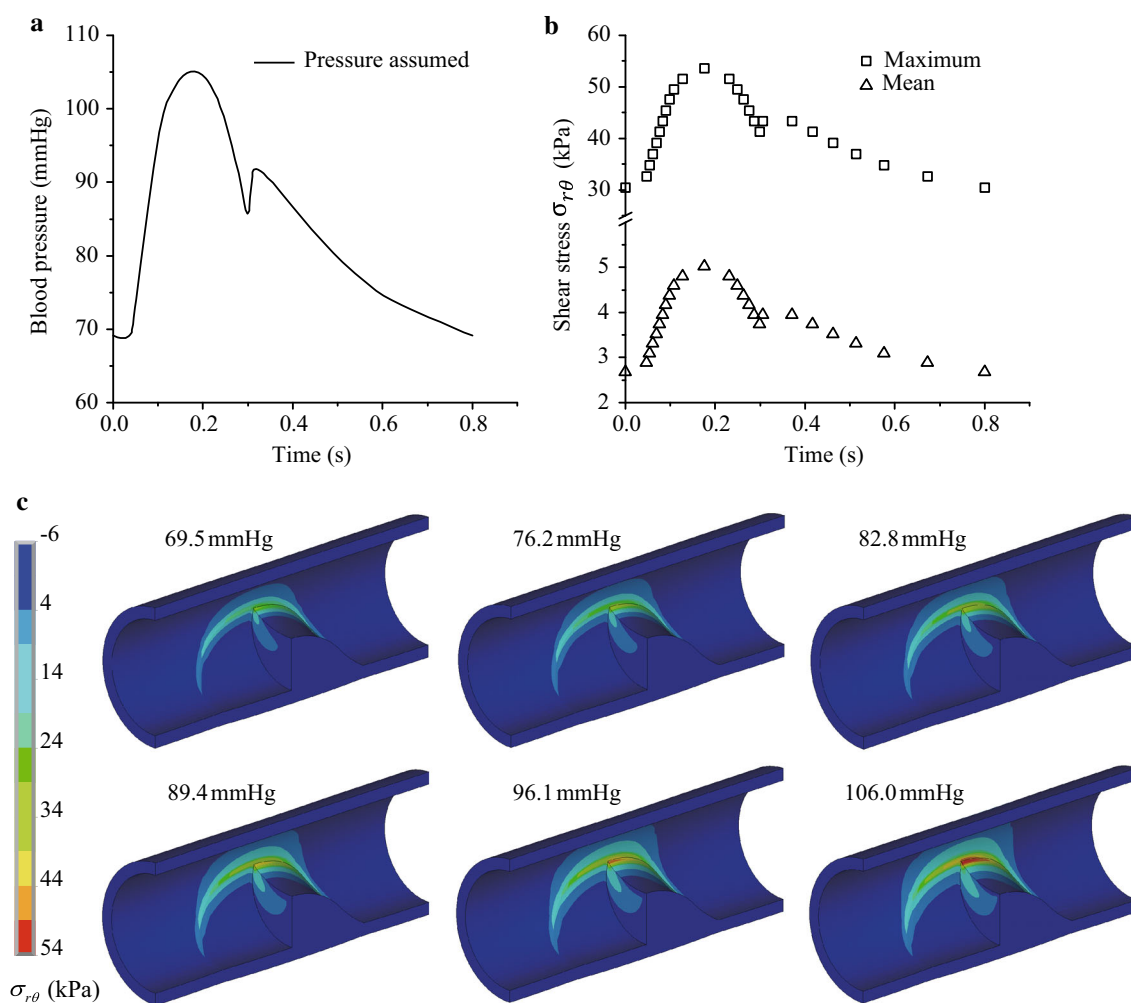 a
110
100
90
80
70
60
Blood pressure (mmHg)
Pressure assumed
0.0 0.2 0.4 0.6 0.8
Time (s)
b
60
50
40
30
5
4
3
2
Shear stress σrθ (kPa)
Maximum
Mean
0.0 0.2 0.4 0.6 0.8
Time (s)
c
-6
4
14
24
34
44
54
σrθ (kPa)
69.5 mmHg
76.2 mmHg
82.8 mmHg
89.4 mmHg
96.1 mmHg
106.0 mmHg